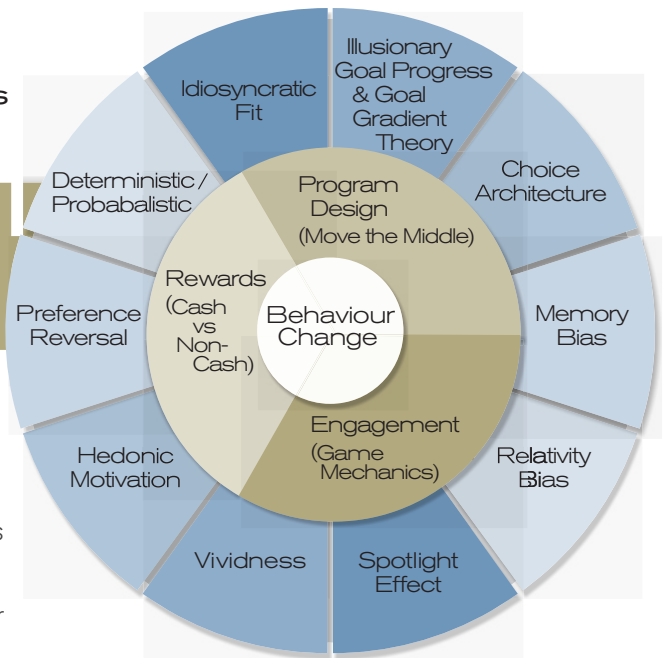 s
Idiosyncratic
Fit
Illusionary
Goal Progress
& Goal
Gradient
Theory
Choice
Architecture
Memory
Bias
Relativity
Bias
Spotlight
Effect
Vividness
Hedonic
Motivation
Preference
Reversal
Deterministic /
Probabalistic
Program
Design
(Move the Middle)
Rewards
(Cash
vs
Non-
Cash)
Engagement
(Game
Mechanics)
Behaviour
Change
s
r